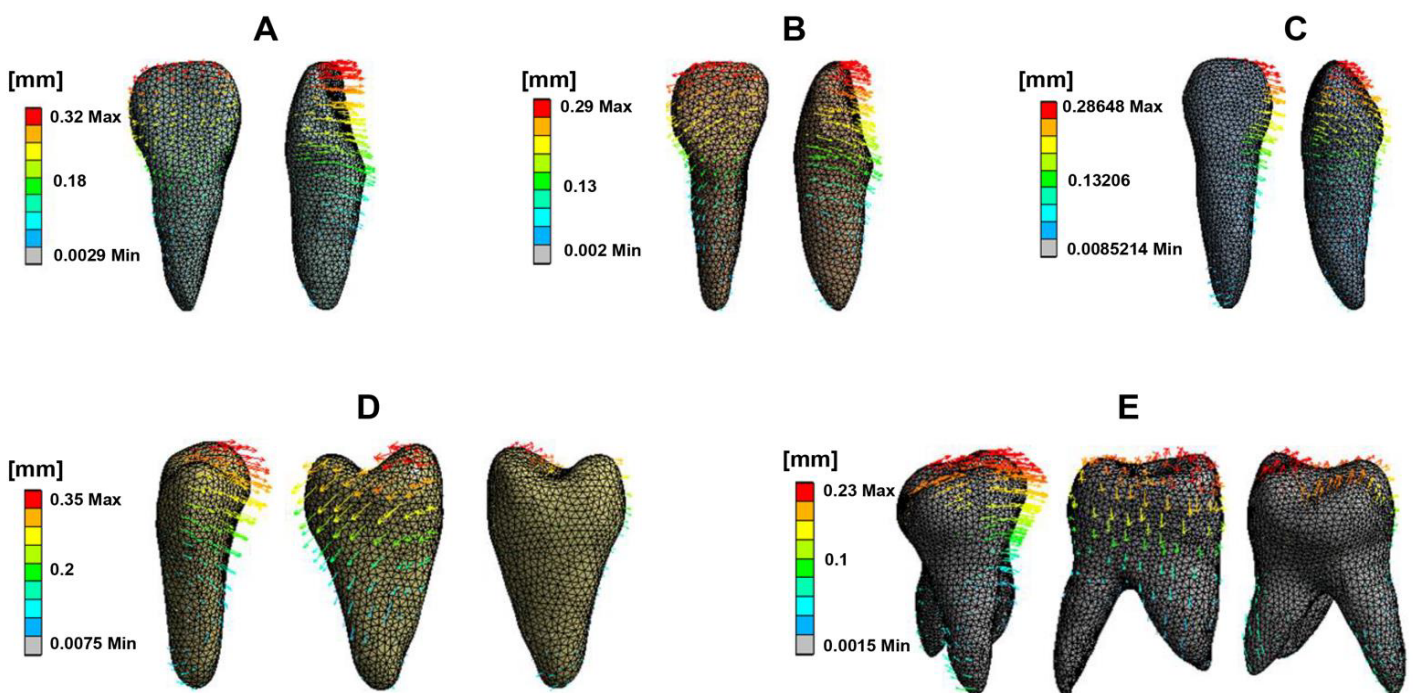 A
[mm]
0.32 Max
0.18
0.0029 Min
B
[mm]
0.29 Max
0.13
0.002 Min
C
[mm]
0.28648 Max
0.13206
0.0085214 Min
D
[mm]
0.35 Max
0.2
0.0075 Min
E
[mm]
0.23 Max
0.1
0.0015 Min